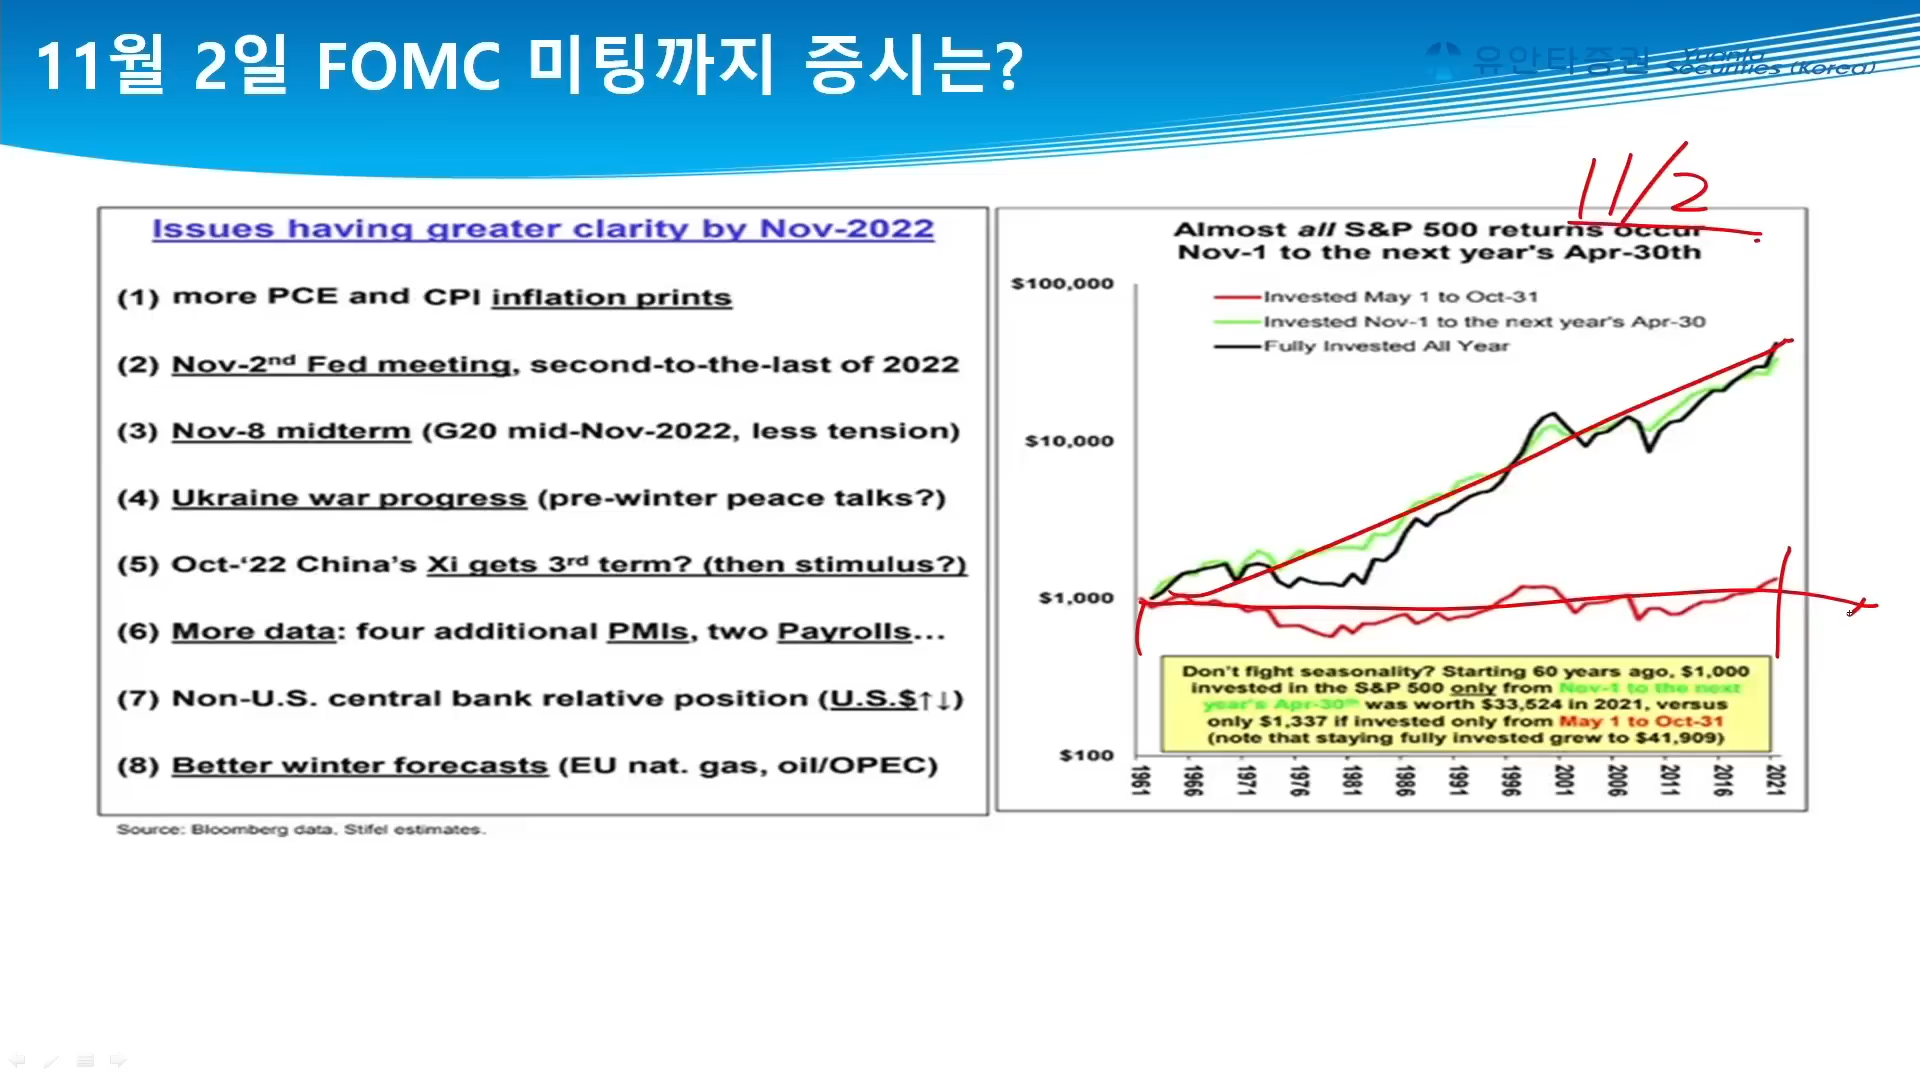 11월 2일 FOMC 미팅까지 증시는?
유안타증권 Yuanta Securities (Korea)
11/2
Issues having greater clarity by Nov-2022
(1) more PCE and CPI inflation prints
(2) Nov-2nd Fed meeting, second-to-the-last of 2022
(3) Nov-8 midterm (G20 mid-Nov-2022, less tension)
(4) Ukraine war progress (pre-winter peace talks?)
(5) Oct-‘22 China’s Xi gets 3rd term? (then stimulus?)
(6) More data: four additional PMIs, two Payrolls...
(7) Non-U.S. central bank relative position (U.S.$↑↓)
(8) Better winter forecasts (EU nat. gas, oil/OPEC)
Source: Bloomberg data, Stifel estimates.
Almost all S&P 500 returns occur
Nov-1 to the next year's Apr-30th
$100,000
$10,000
$1,000
$100
Invested May 1 to Oct-31
Invested Nov-1 to the next year's Apr-30
Fully Invested All Year
Don't fight seasonality? Starting 60 years ago, $1,000
invested in the S&P 500 only from Nov-1 to the next
year's Apr-30th was worth $33,524 in 2021, versus
only $1,337 if invested only from May 1 to Oct-31
(note that staying fully invested grew to $41,909)
1961 1966 1971 1976 1981 1986 1991 1996 2001 2006 2011 2016 2021